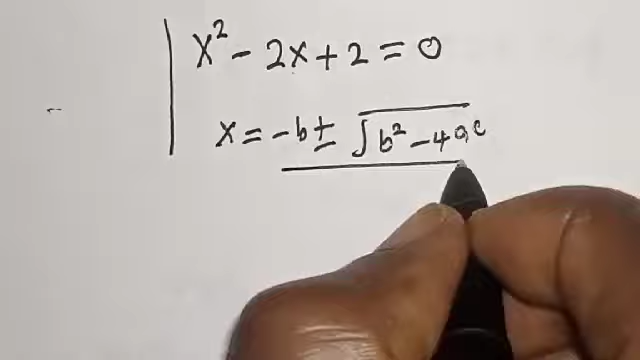 x² - 2x + 2 = 0
x = -b ± √b² - 4ac